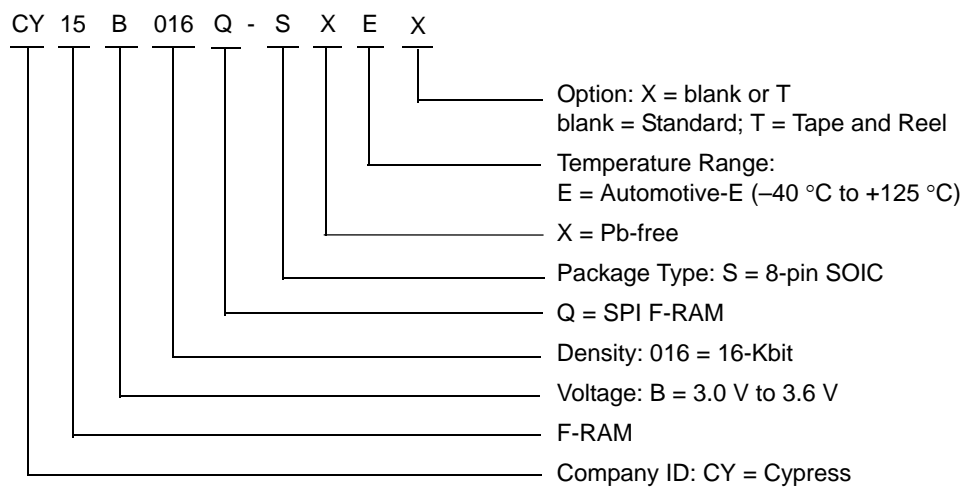 CY 15 B 016 Q - S X E X
Option: X = blank or T
blank = Standard; T = Tape and Reel
Temperature Range:
E = Automotive-E (–40 °C to +125 °C)
X = Pb-free
Package Type: S = 8-pin SOIC
Q = SPI F-RAM
Density: 016 = 16-Kbit
Voltage: B = 3.0 V to 3.6 V
F-RAM
Company ID: CY = Cypress